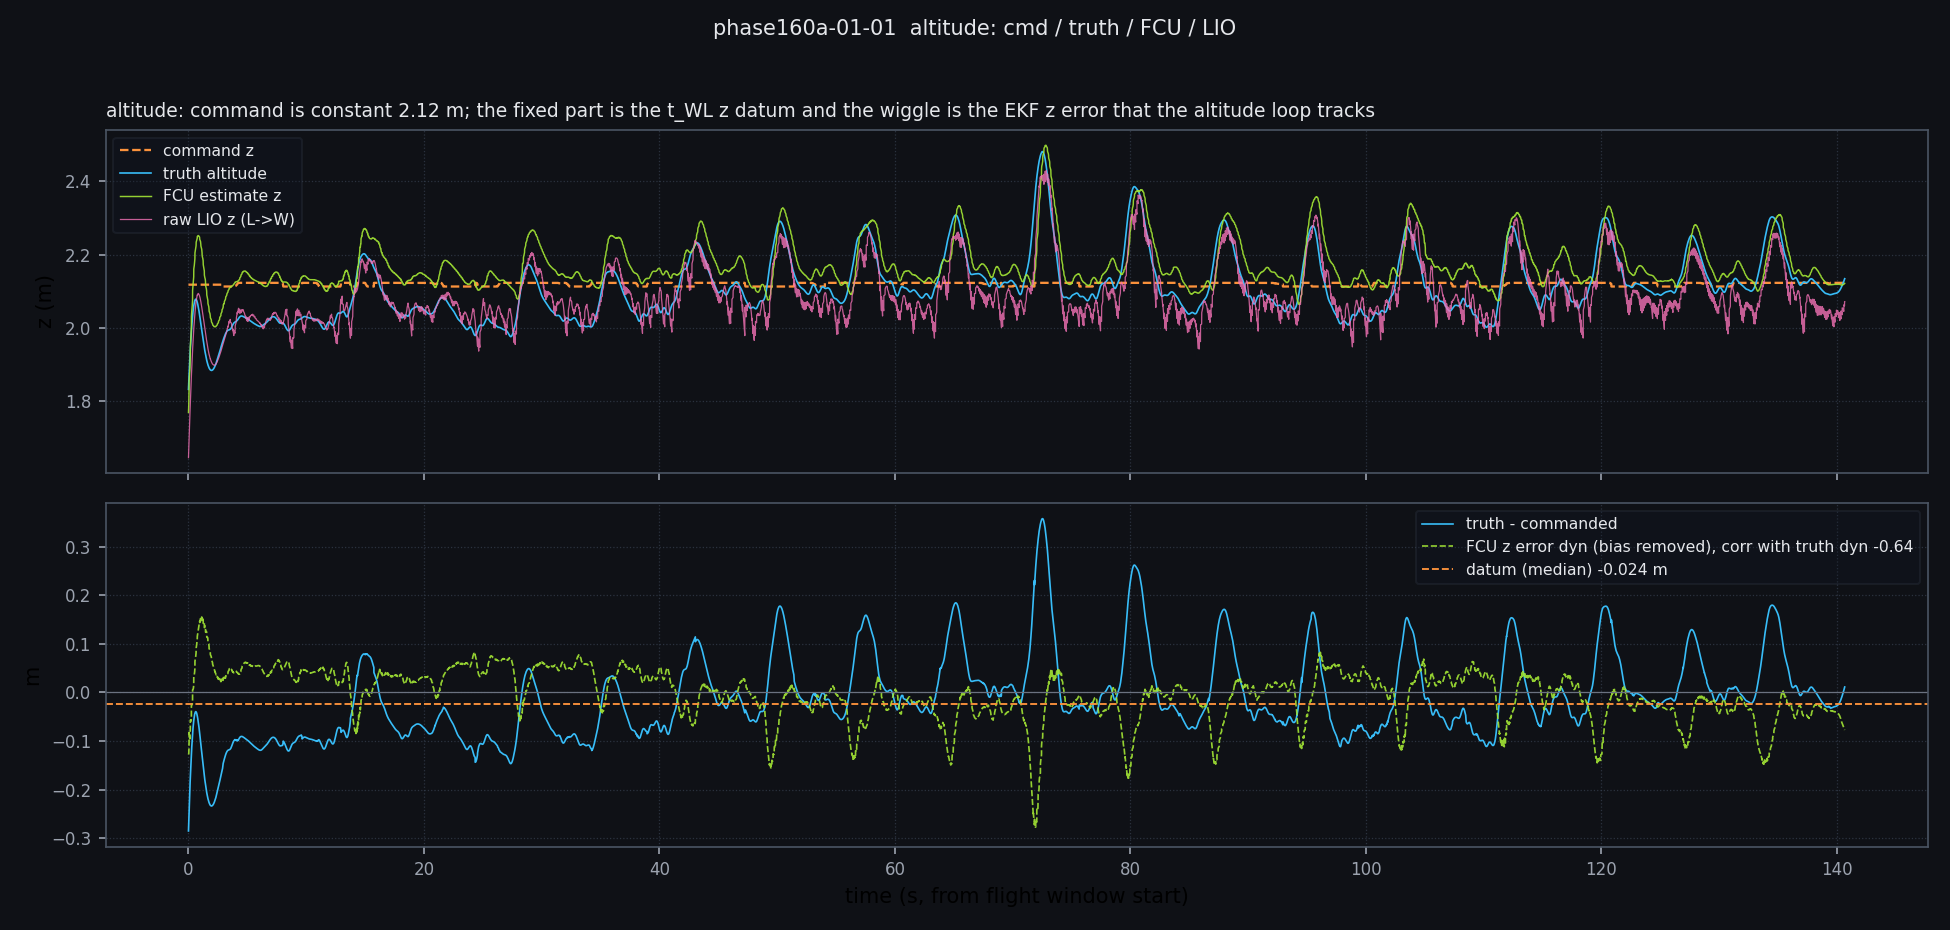 phase160a-01-01  altitude: cmd / truth / FCU / LIO
altitude: command is constant 2.12 m; the fixed part is the t_WL z datum and the wiggle is the EKF z error that the altitude loop tracks
command z
truth altitude
FCU estimate z
raw LIO z (L->W)
z (m)
2.4
2.2
2.0
1.8
truth - commanded
FCU z error dyn (bias removed), corr with truth dyn -0.64
datum (median) -0.024 m
m
0.3
0.2
0.1
0.0
−0.1
−0.2
−0.3
0 20 40 60 80 100 120 140
time (s, from flight window start)